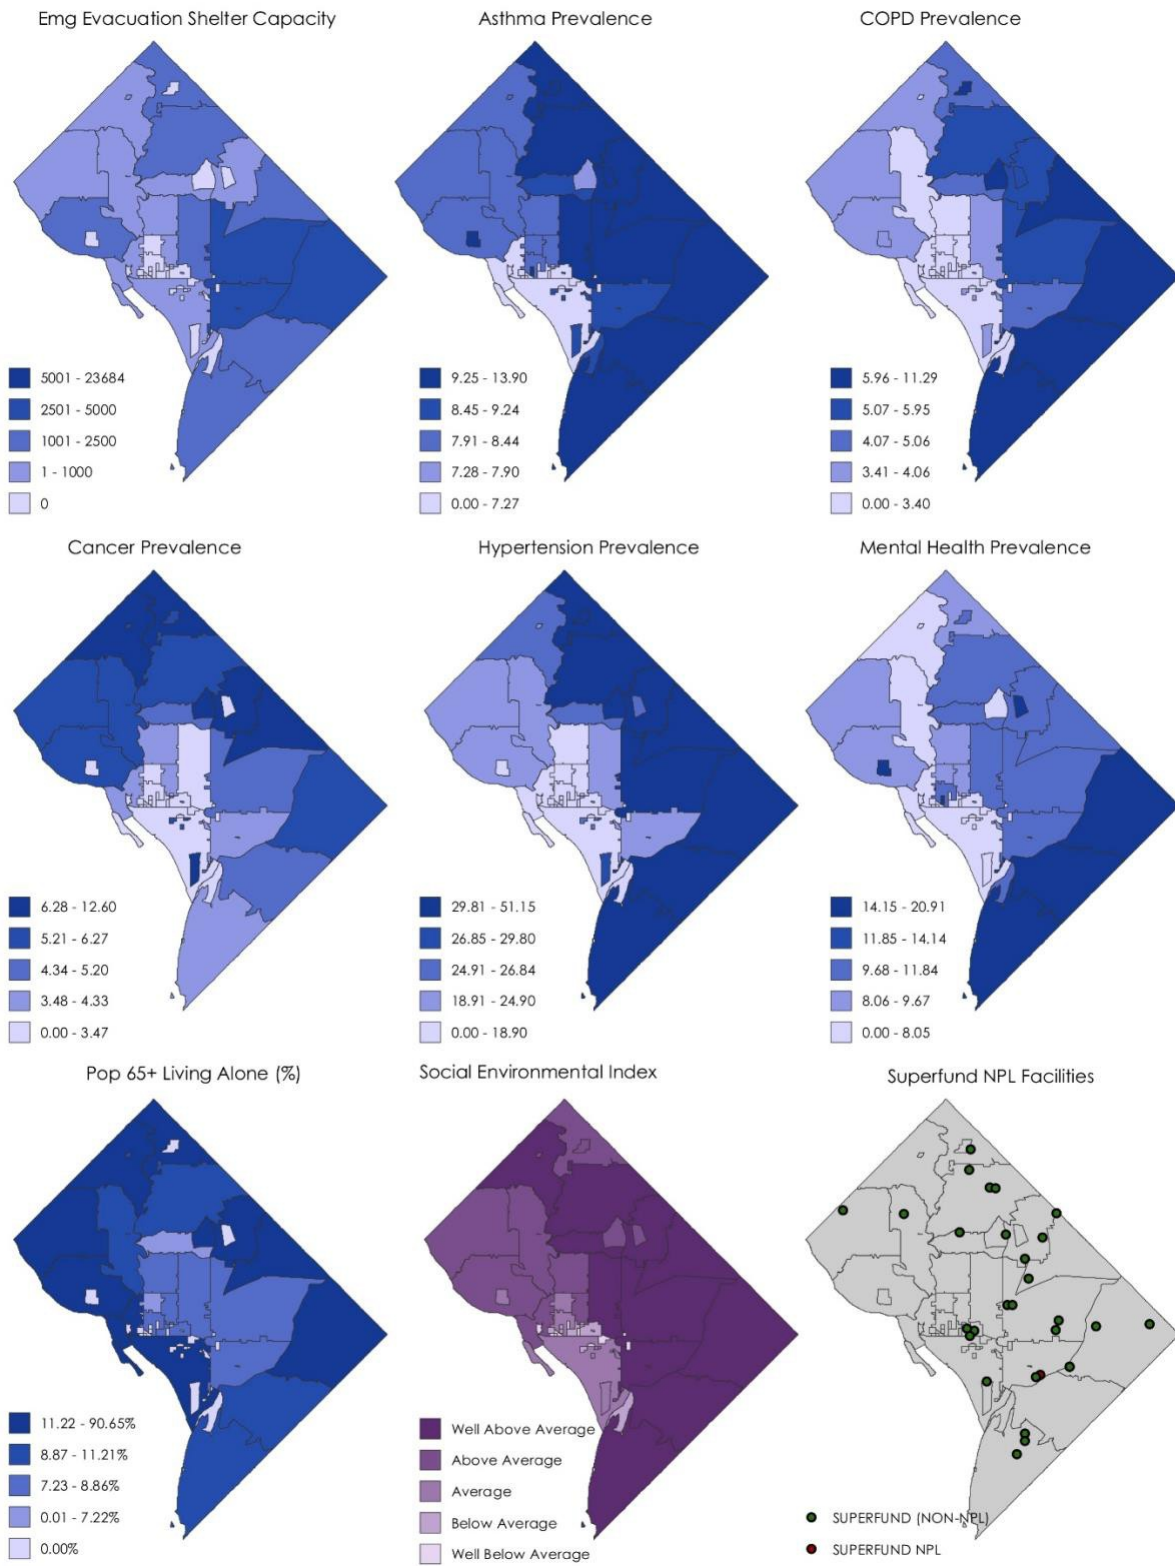 Emg Evacuation Shelter Capacity
5001 - 23684
2501 - 5000
1001 - 2500
1 - 1000
0
Asthma Prevalence
9.25 - 13.90
8.45 - 9.24
7.91 - 8.44
7.28 - 7.90
0.00 - 7.27
COPD Prevalence
5.96 - 11.29
5.07 - 5.95
4.07 - 5.06
3.41 - 4.06
0.00 - 3.40
Cancer Prevalence
6.28 - 12.60
5.21 - 6.27
4.34 - 5.20
3.48 - 4.33
0.00 - 3.47
Hypertension Prevalence
29.81 - 51.15
26.85 - 29.80
24.91 - 26.84
18.91 - 24.90
0.00 - 18.90
Mental Health Prevalence
14.15 - 20.91
11.85 - 14.14
9.68 - 11.84
8.06 - 9.67
0.00 - 8.05
Pop 65+ Living Alone (%)
11.22 - 90.65%
8.87 - 11.21%
7.23 - 8.86%
0.01 - 7.22%
0.00%
Social Environmental Index
Well Above Average
Above Average
Average
Below Average
Well Below Average
Superfund NPL Facilities
SUPERFUND (NON-NPL)
SUPERFUND NPL